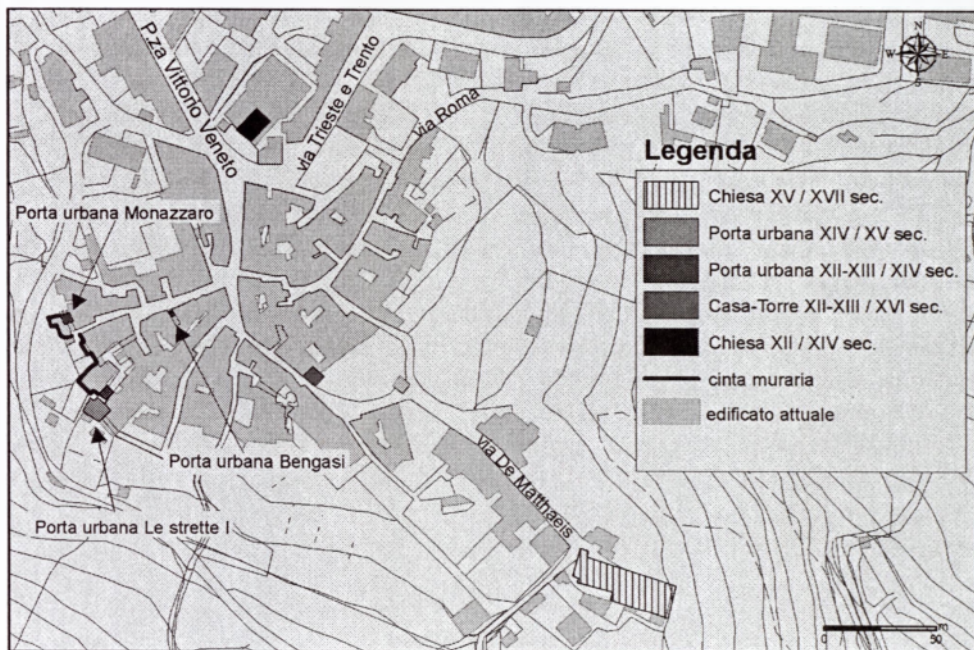 P.za Vittorio Veneto
via Trieste e Trento
via Roma
N
W E
S
Legenda
Chiesa XV / XVII sec.
Porta urbana XIV / XV sec.
Porta urbana XII-XIII / XIV sec.
Casa-Torre XII-XIII / XVI sec.
Chiesa XII / XIV sec.
cinta muraria
edificato attuale
Porta urbana Monazzaro
Porta urbana Bengasi
Porta urbana Le strette I
via De Matthaeis
m
0 50